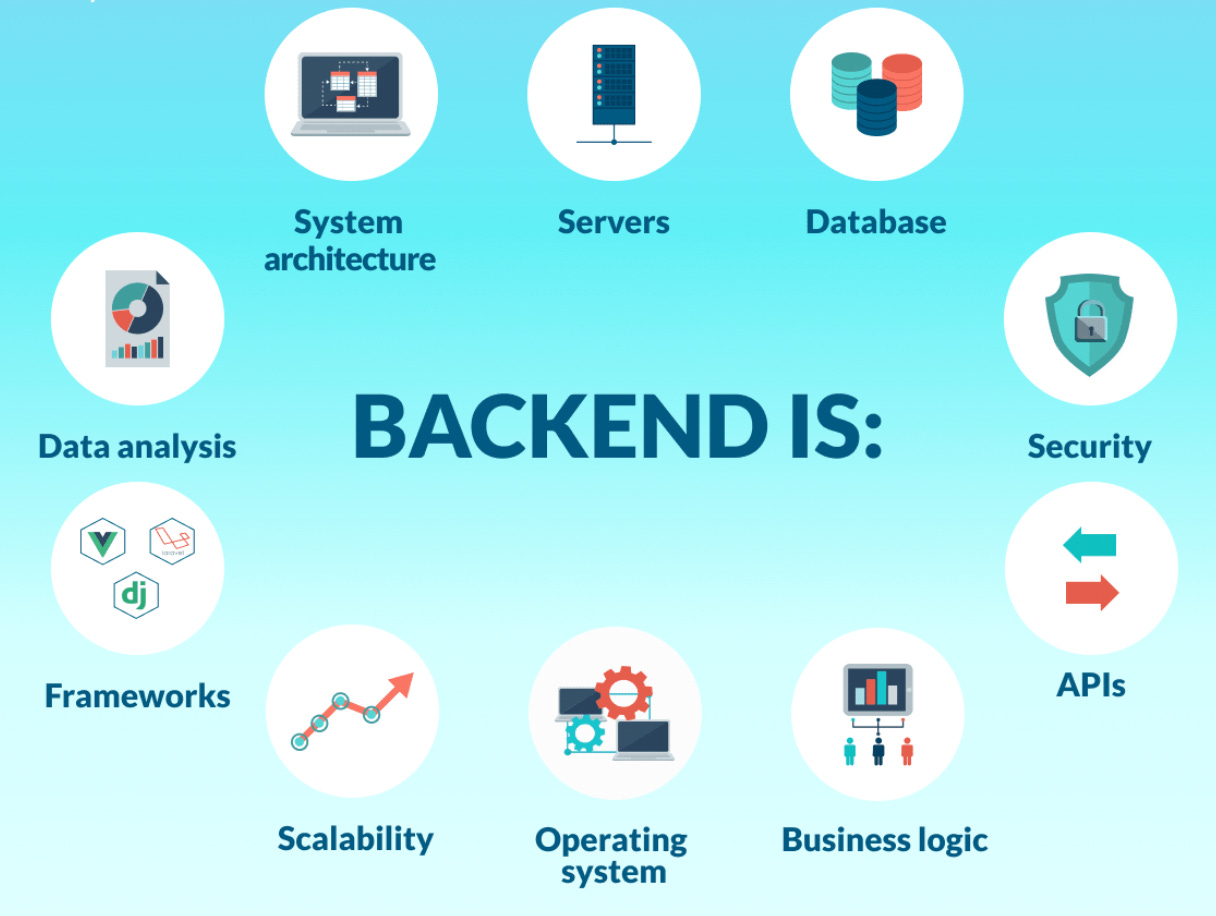 System
architecture
Servers
Database
Data analysis
BACKEND IS:
Security
laravel
dj
Frameworks
APIs
Scalability
Operating
system
Business logic